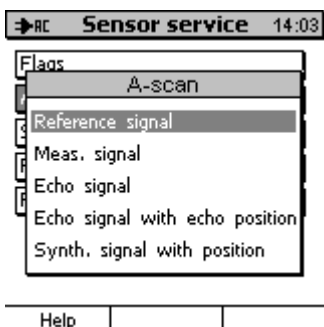 AC Sensor service 14:03
Flags
A-scan
Reference signal
Meas. signal
Echo signal
Echo signal with echo position
Synth. signal with position
Help